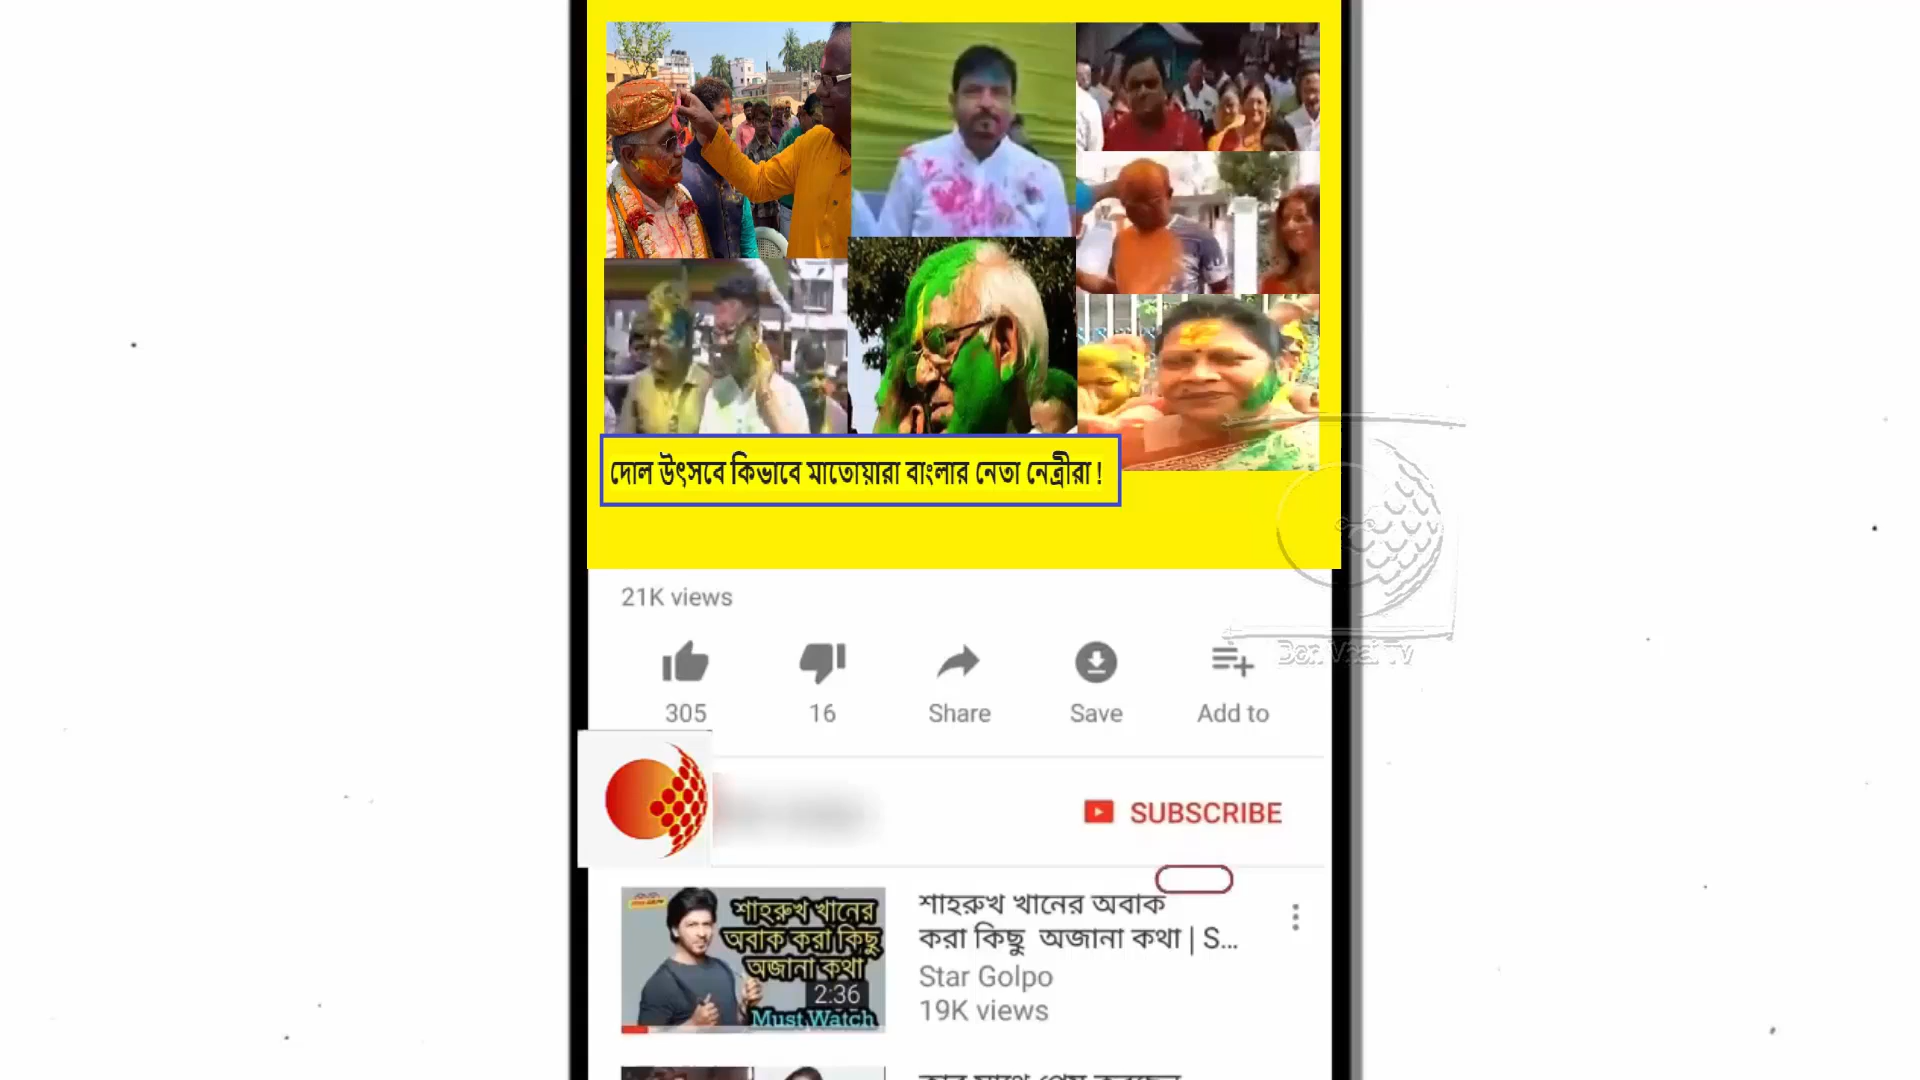 দোল উৎসবে কিভাবে মাতোয়ারা বাংলার নেতা নেত্রীরা !
21K views
305
16
Share
Save
Add to
SUBSCRIBE
শাহরুখ খানের
অবাক করা কিছু
অজানা কথা
2:36
Must Watch
শাহরুখ খানের অবাক
করা কিছু অজানা কথা | S...
Star Golpo
19K views